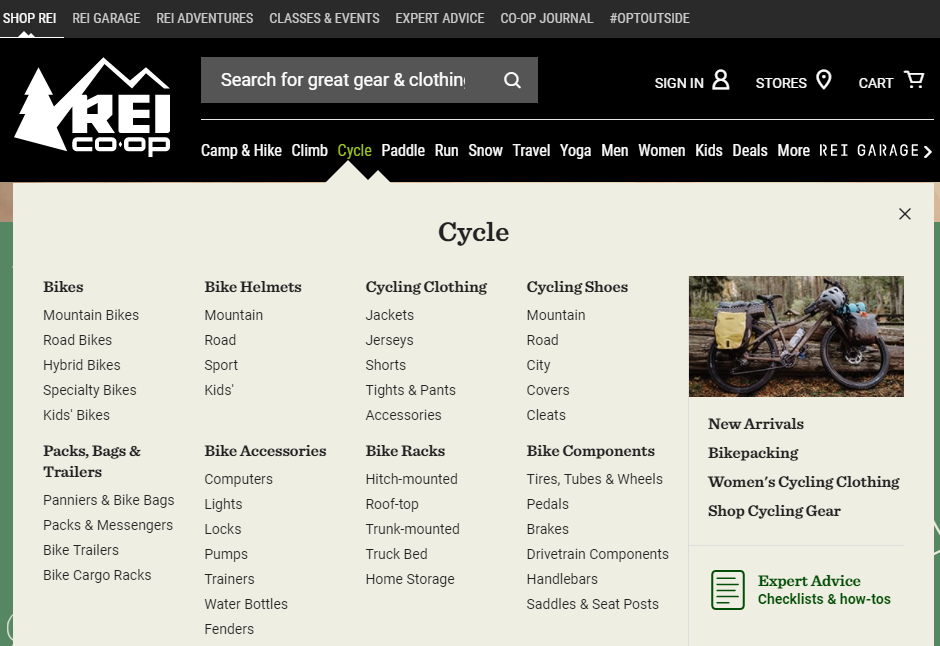 SHOP REI REI GARAGE REI ADVENTURES CLASSES & EVENTS EXPERT ADVICE CO-OP JOURNAL #OPTOUTSIDE
REI
CO·OP
Search for great gear & clothing
SIGN IN STORES CART
Camp & Hike Climb Cycle Paddle Run Snow Travel Yoga Men Women Kids Deals More REI GARAGE
Cycle
Bikes
Mountain Bikes
Road Bikes
Hybrid Bikes
Specialty Bikes
Kids' Bikes
Bike Helmets
Mountain
Road
Sport
Kids'
Cycling Clothing
Jackets
Jerseys
Shorts
Tights & Pants
Accessories
Cycling Shoes
Mountain
Road
City
Covers
Cleats
Packs, Bags &
Trailers
Panniers & Bike Bags
Packs & Messengers
Bike Trailers
Bike Cargo Racks
Bike Accessories
Computers
Lights
Locks
Pumps
Trainers
Water Bottles
Fenders
Bike Racks
Hitch-mounted
Roof-top
Trunk-mounted
Truck Bed
Home Storage
Bike Components
Tires, Tubes & Wheels
Pedals
Brakes
Drivetrain Components
Handlebars
Saddles & Seat Posts
New Arrivals
Bikepacking
Women's Cycling Clothing
Shop Cycling Gear
Expert Advice
Checklists & how-tos